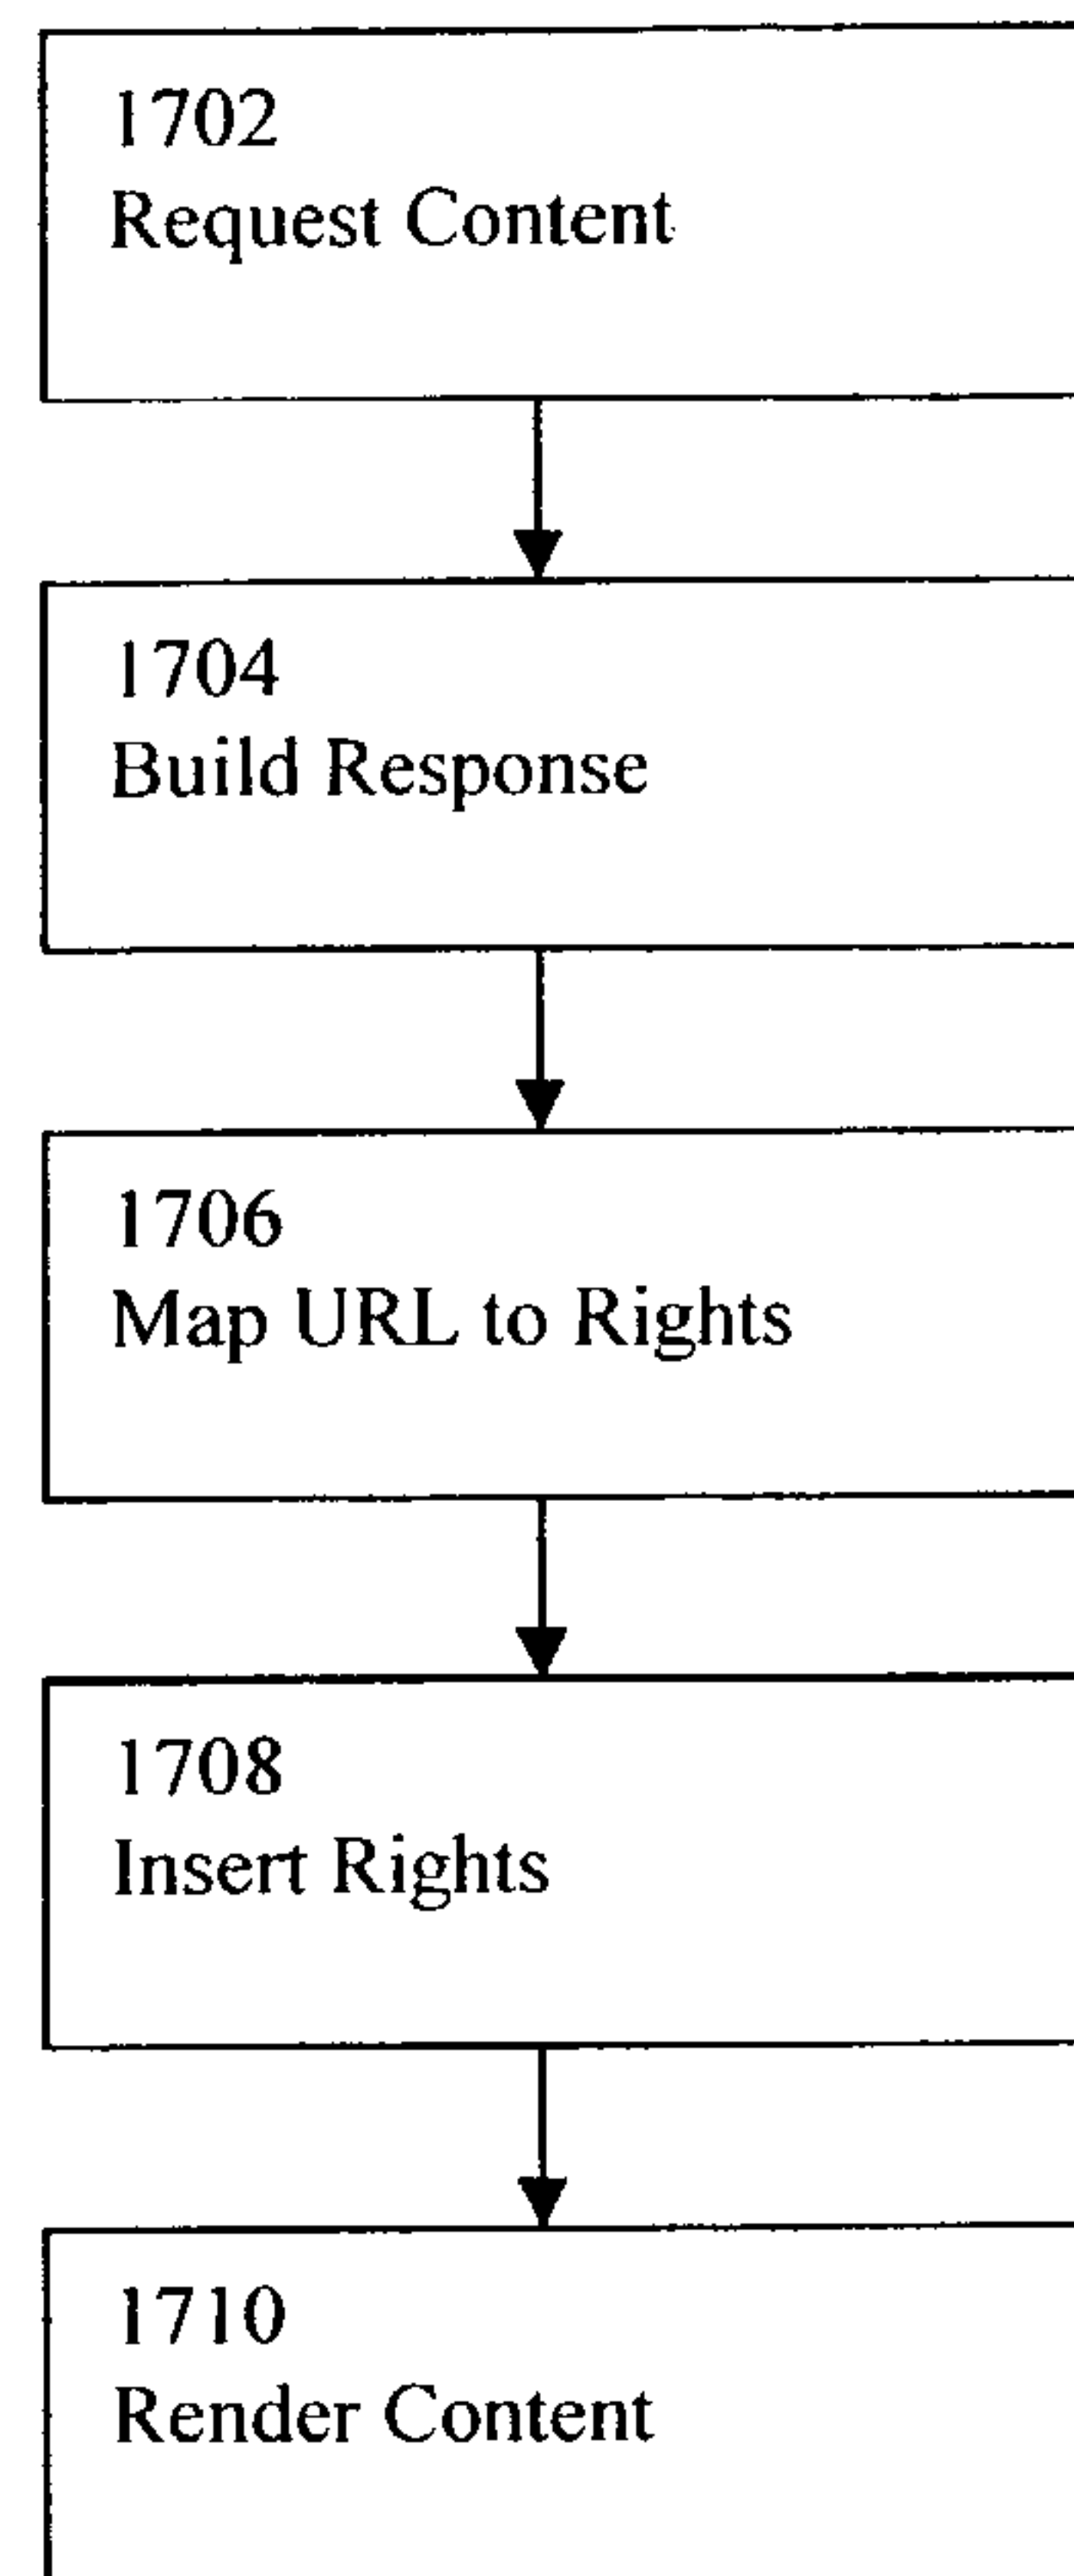 1702
Request Content
1704
Build Response
1706
Map URL to Rights
1708
Insert Rights
1710
Render Content